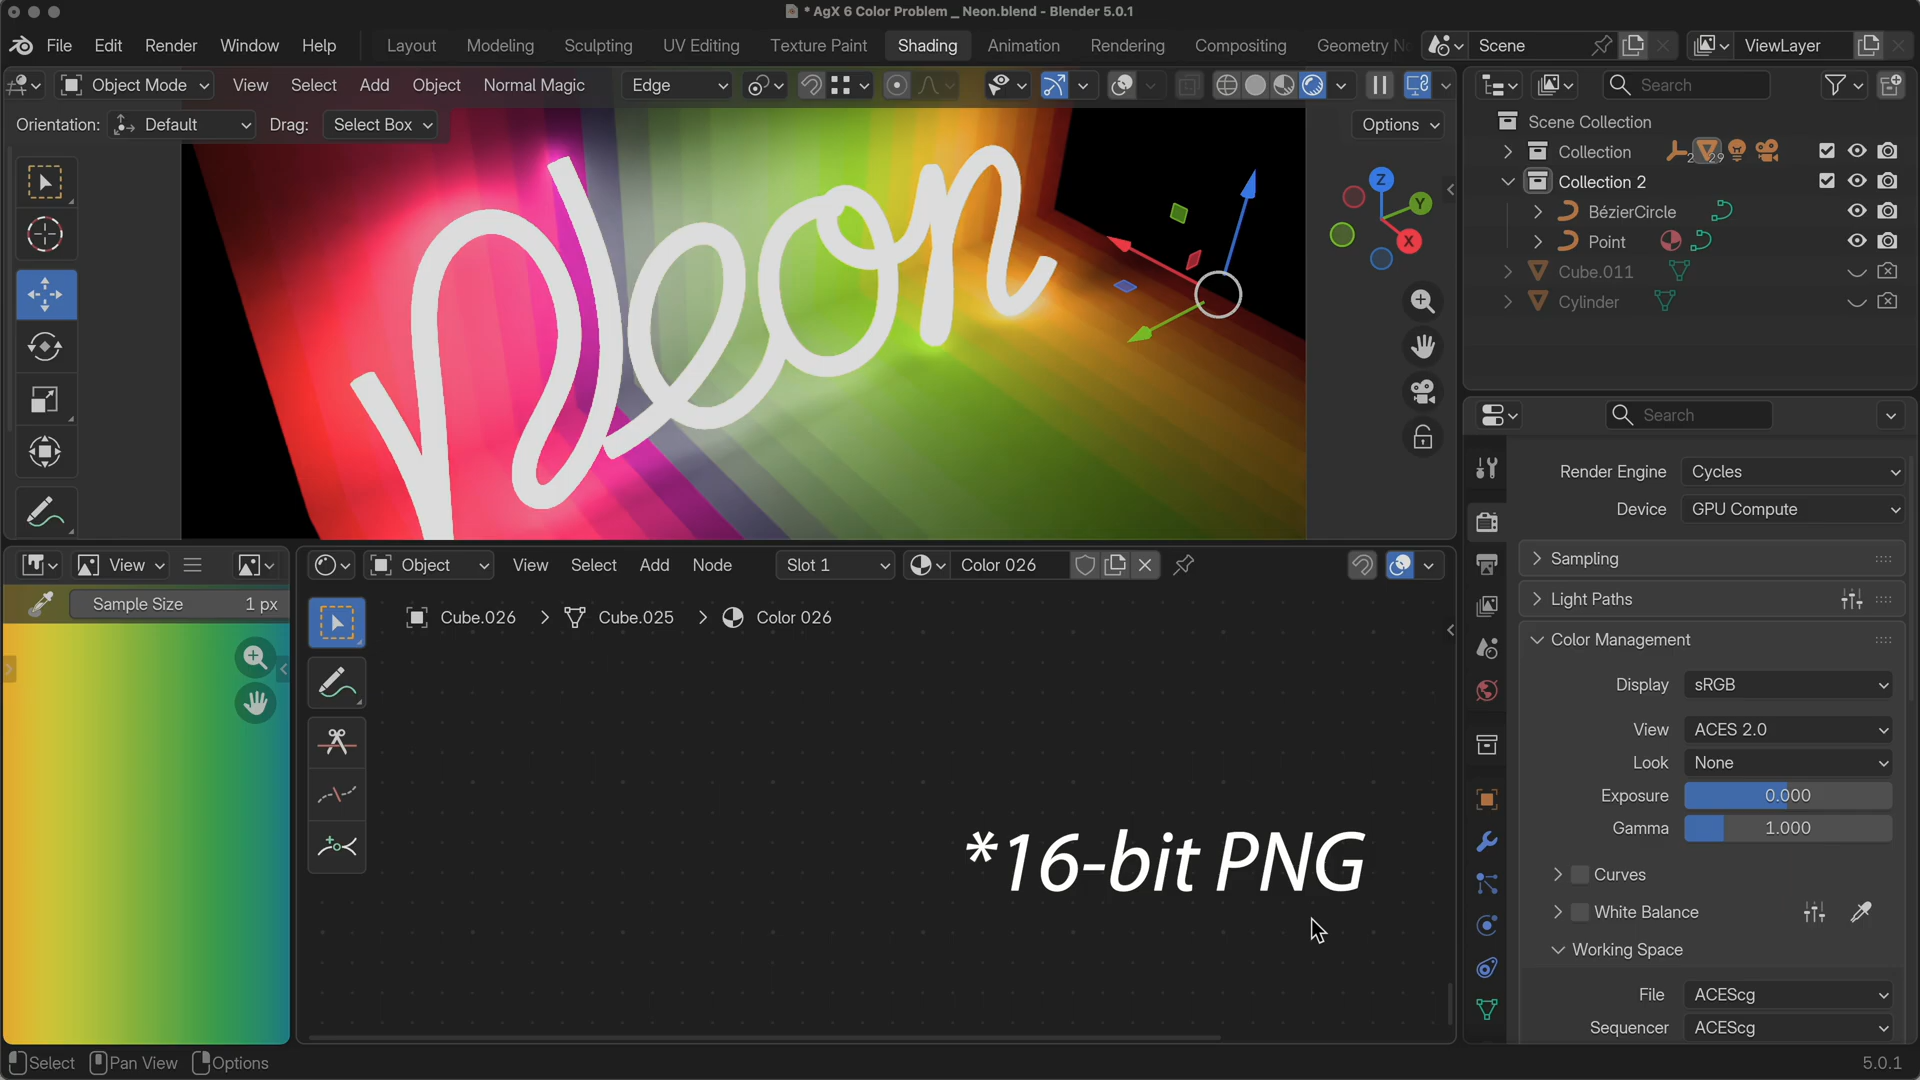 * AgX 6 Color Problem _ Neon.blend - Blender 5.0.1
File Edit Render Window Help Layout Modeling Sculpting UV Editing Texture Paint Shading Animation Rendering Compositing Geometry N Scene ViewLayer
Object Mode View Select Add Object Normal Magic Edge Search
Orientation: Default Drag: Select Box Options
Scene Collection
Collection 2 29
Collection 2
BézierCircle
Point
Cube.011
Cylinder
Z
Y
X
Neon
Search
Render Engine Cycles
Device GPU Compute
Sampling
Light Paths
Color Management
Display sRGB
View ACES 2.0
Look None
Exposure 0.000
Gamma 1.000
Curves
White Balance
Working Space
File ACEScg
Sequencer ACEScg
View
Sample Size 1 px
Object View Select Add Node Slot 1 Color 026
Cube.026 Cube.025 Color 026
*16-bit PNG
Select Pan View Options 5.0.1